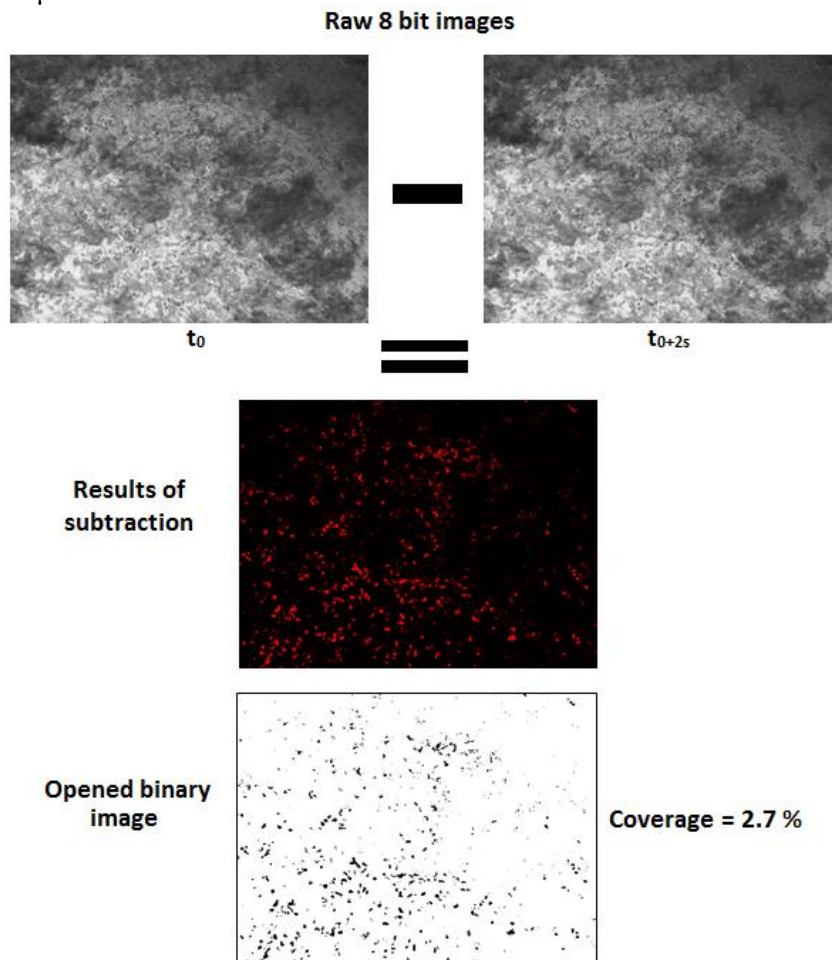 Raw 8 bit images
t0
t0+2s
Results of
subtraction
Opened binary
image
Coverage = 2.7 %